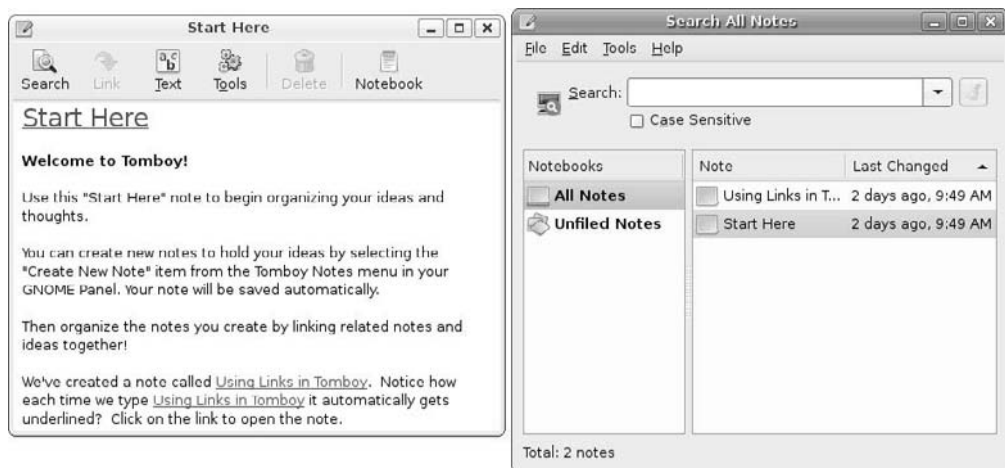 Start Here
Search Link Text Tools Delete Notebook
Start Here
Welcome to Tomboy!
Use this "Start Here" note to begin organizing your ideas and
thoughts.
You can create new notes to hold your ideas by selecting the
"Create New Note" item from the Tomboy Notes menu in your
GNOME Panel. Your note will be saved automatically.
Then organize the notes you create by linking related notes and
ideas together!
We've created a note called Using Links in Tomboy. Notice how
each time we type Using Links in Tomboy it automatically gets
underlined? Click on the link to open the note.
Search All Notes
File Edit Tools Help
Search:
Case Sensitive
Notebooks
All Notes
Unfiled Notes
Note Last Changed
Using Links in T... 2 days ago, 9:49 AM
Start Here 2 days ago, 9:49 AM
Total: 2 notes